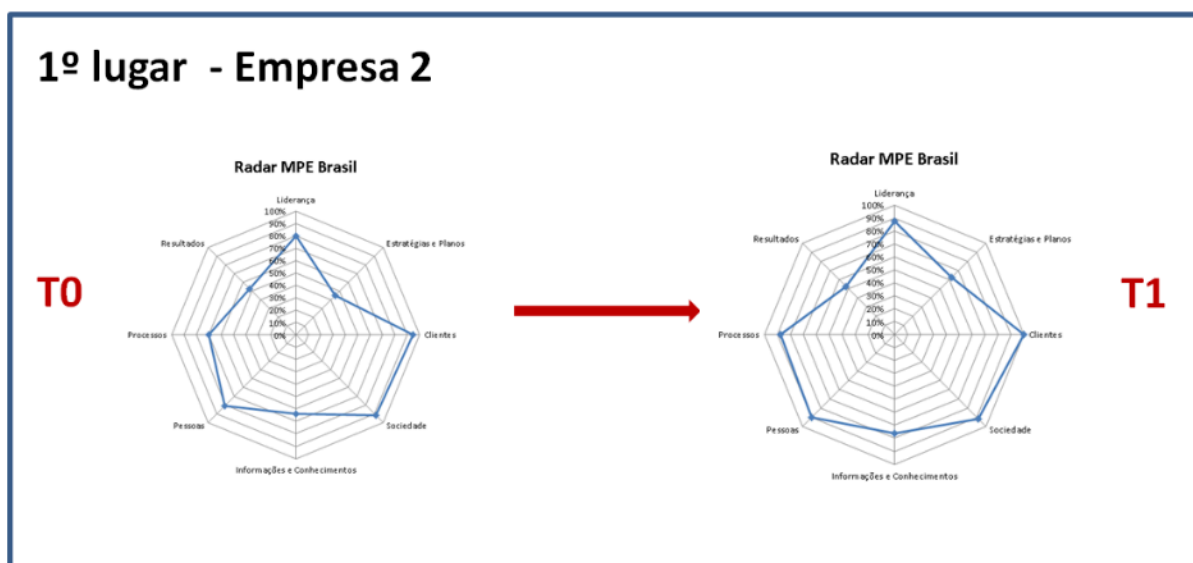 1º lugar - Empresa 2
T0
Radar MPE Brasil
Liderança
100%
90%
80%
70%
60%
50%
40%
30%
20%
10%
0%
Estratégias e Planos
Clientes
Sociedade
Informações e Conhecimentos
Pessoas
Processos
Resultados
Radar MPE Brasil
Liderança
100%
90%
80%
70%
60%
50%
40%
30%
20%
10%
0%
Estratégias e Planos
Clientes
Sociedade
Informações e Conhecimentos
Pessoas
Processos
Resultados
T1